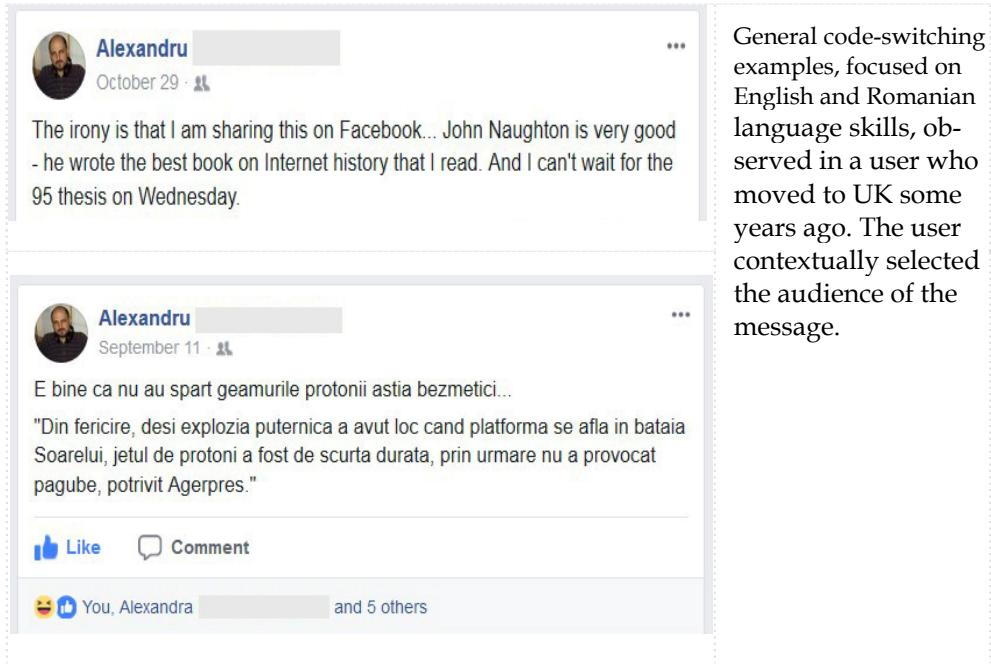 Alexandru
October 29 ·
The irony is that I am sharing this on Facebook... John Naughton is very good
- he wrote the best book on Internet history that I read. And I can't wait for the
95 thesis on Wednesday.
Alexandru
September 11 ·
E bine ca nu au spart geamurile protonii astia bezmetici...
"Din fericire, desi explozia puternica a avut loc cand platforma se afla in bataia
Soarelui, jetul de protoni a fost de scurta durata, prin urmare nu a provocat
pagube, potrivit Agerpres."
Like Comment
You, Alexandra and 5 others
General code-switching
examples, focused on
English and Romanian
language skills, ob-
served in a user who
moved to UK some
years ago. The user
contextually selected
the audience of the
message.